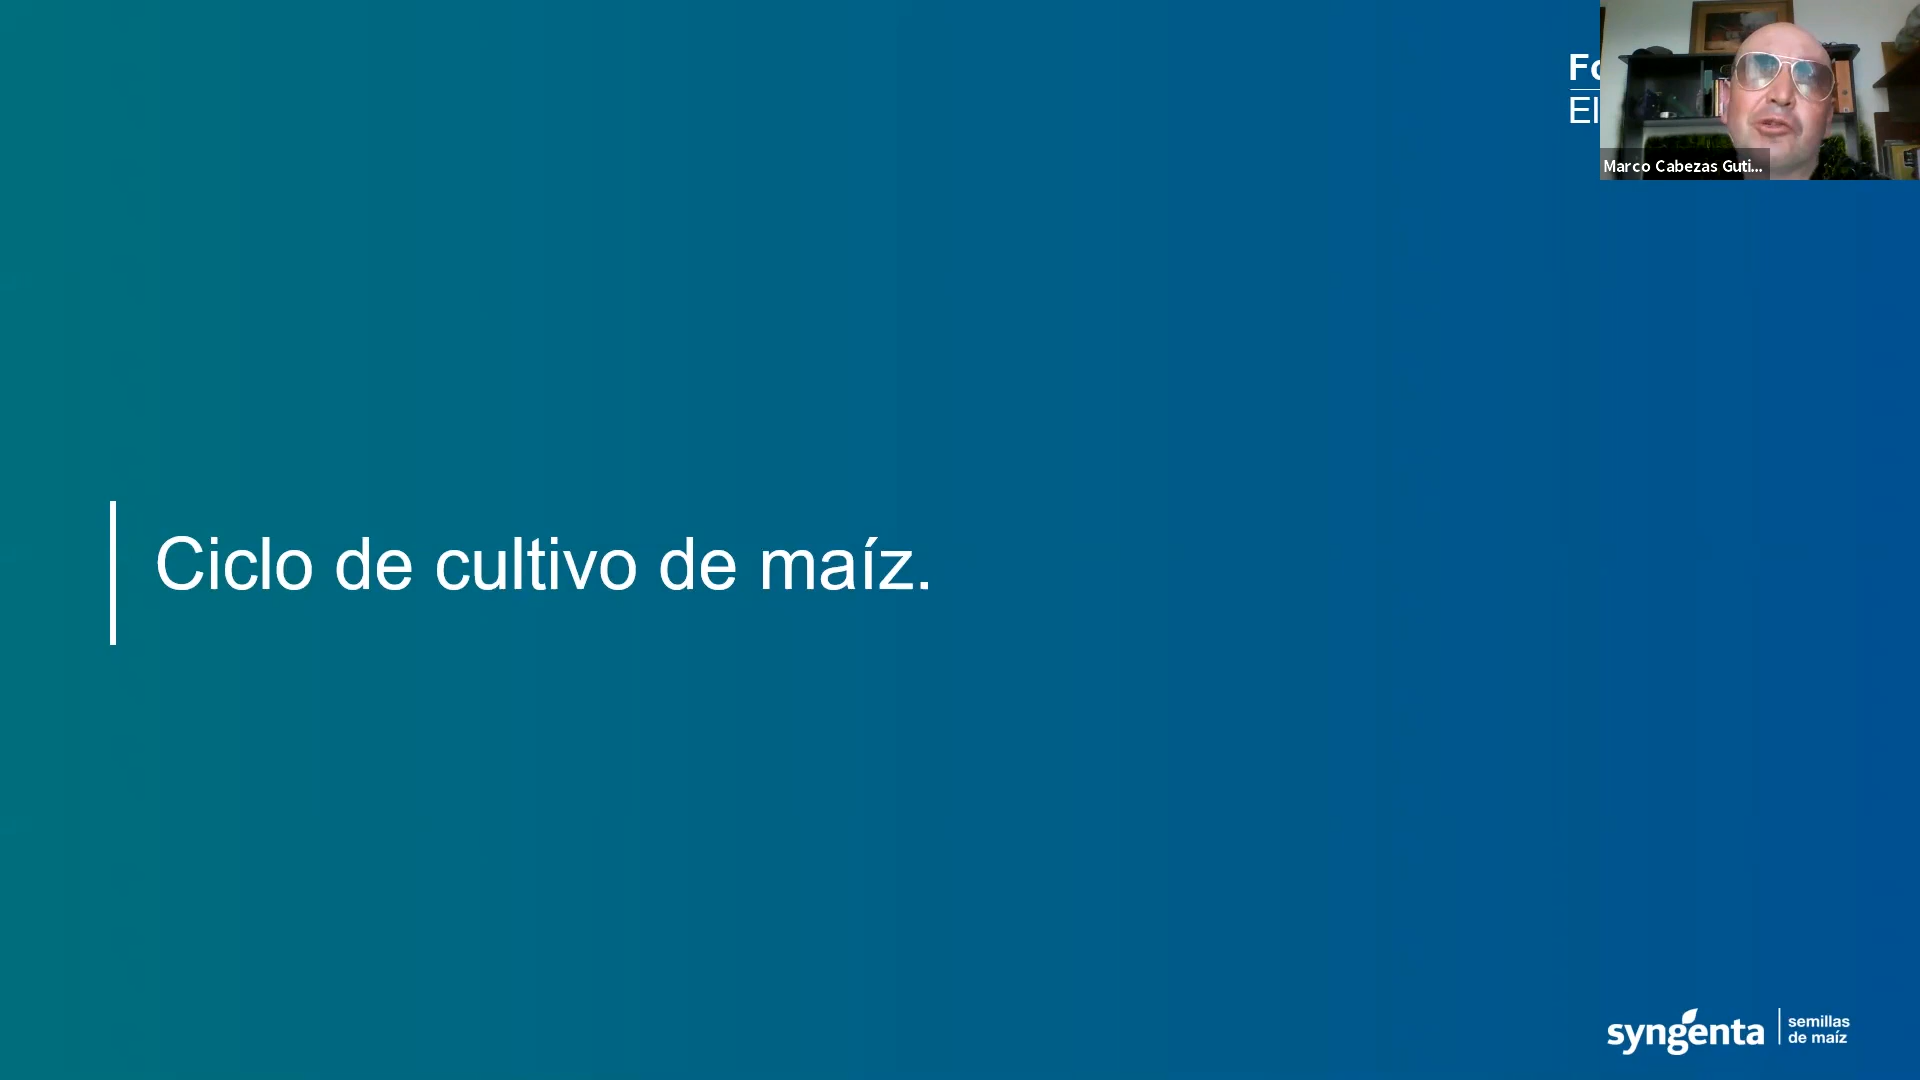 Marco Cabezas Guti...
Ciclo de cultivo de maíz.
syngenta
semillas
de maíz